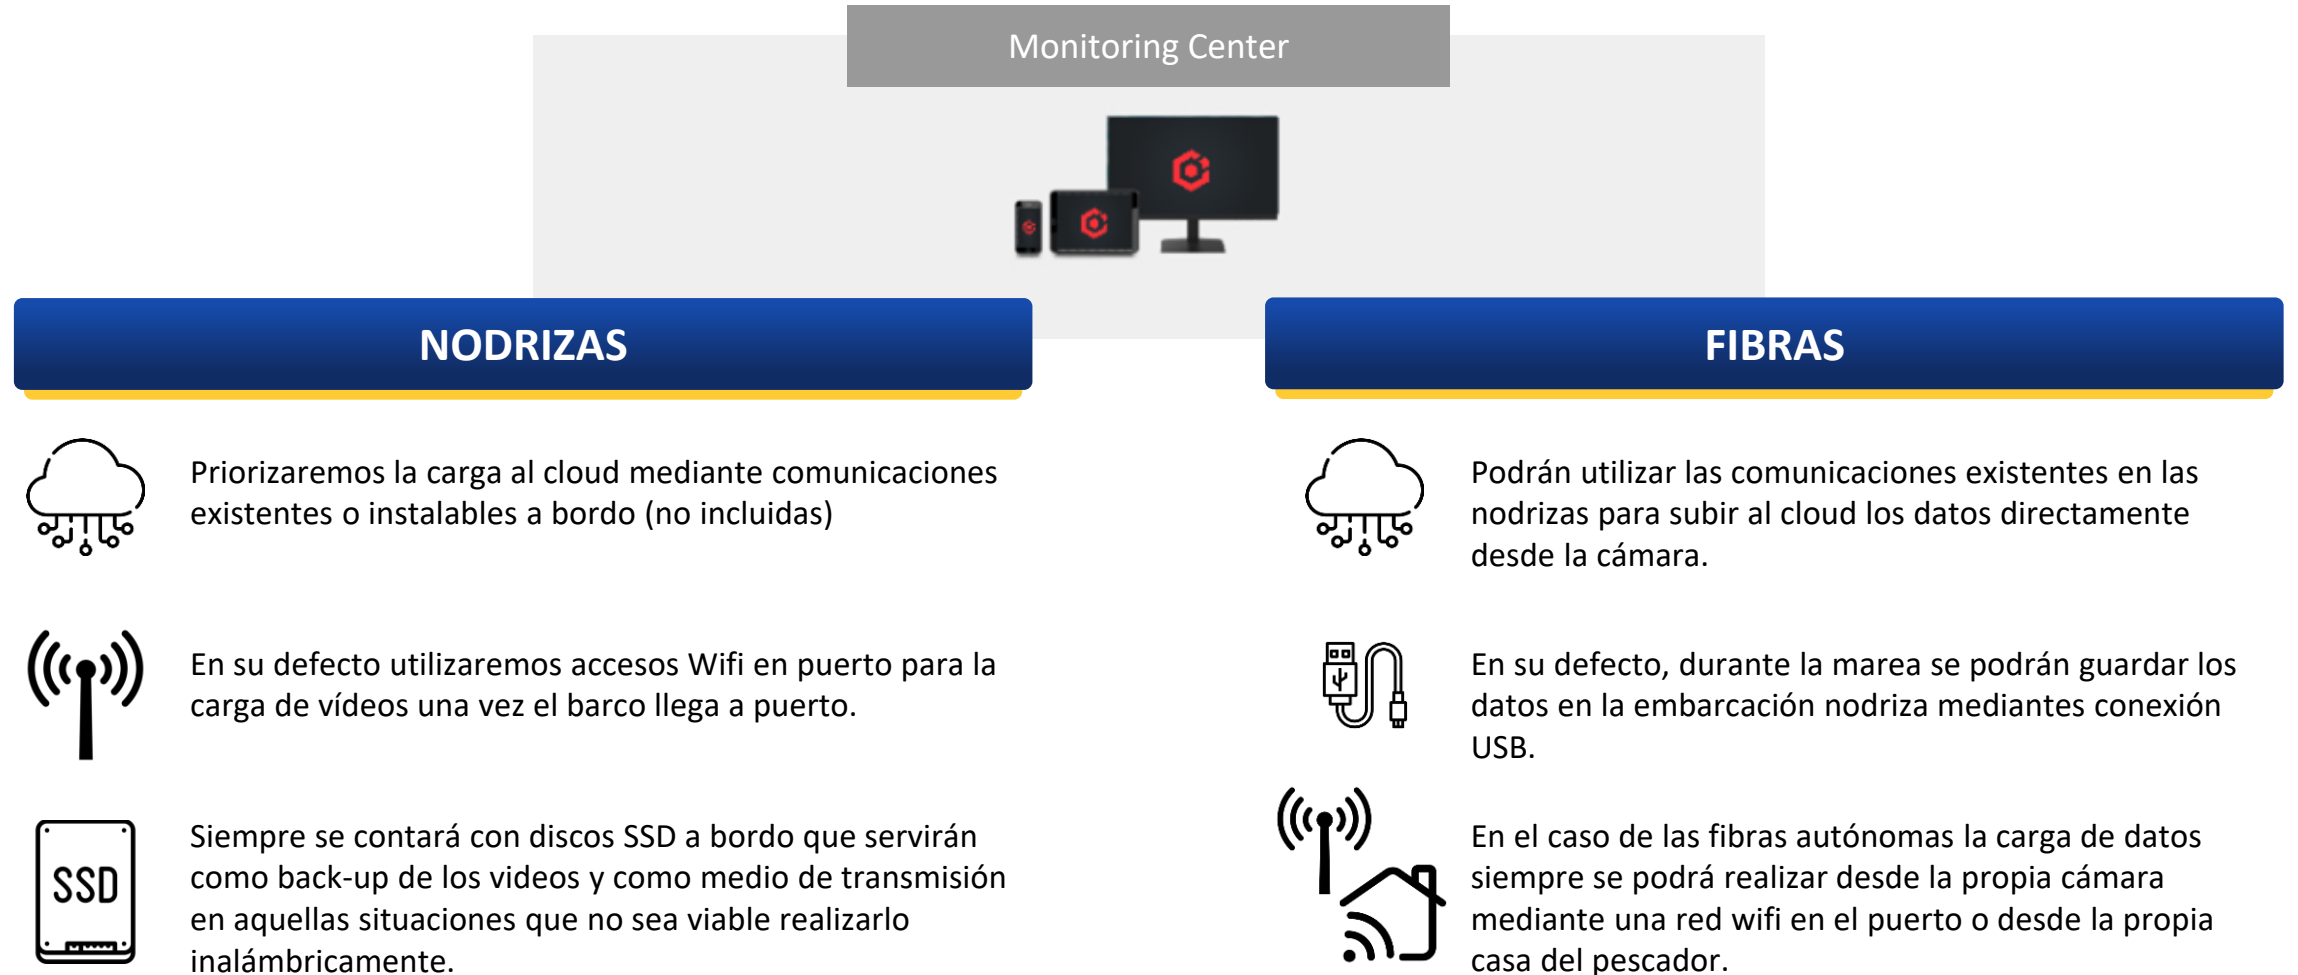 Monitoring Center
NODRIZAS
Priorizaremos la carga al cloud mediante comunicaciones
existentes o instalables a bordo (no incluidas)
En su defecto utilizaremos accesos Wifi en puerto para la
carga de vídeos una vez el barco llega a puerto.
SSD
Siempre se contará con discos SSD a bordo que servirán
como back-up de los videos y como medio de transmisión
en aquellas situaciones que no sea viable realizarlo
inalámbricamente.
FIBRAS
Podrán utilizar las comunicaciones existentes en las
nodrizas para subir al cloud los datos directamente
desde la cámara.
En su defecto, durante la marea se podrán guardar los
datos en la embarcación nodriza mediantes conexión
USB.
En el caso de las fibras autónomas la carga de datos
siempre se podrá realizar desde la propia cámara
mediante una red wifi en el puerto o desde la propia
casa del pescador.